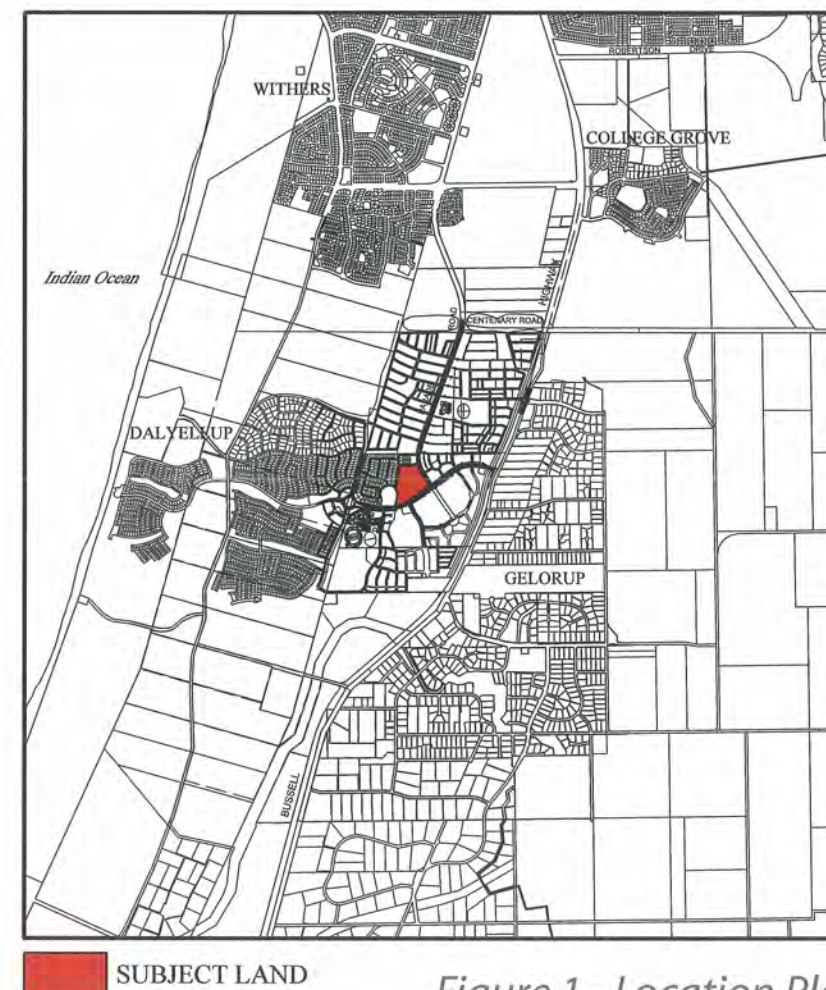 ROBERTSON DRIVE
WITHERS
COLLEGE GROVE
Indian Ocean
HIGHWAY
ROAD
CENTENARY ROAD
DALYELLUP
GELORUP
BUSSELL
SUBJECT LAND
Figure 1 - Location Pl